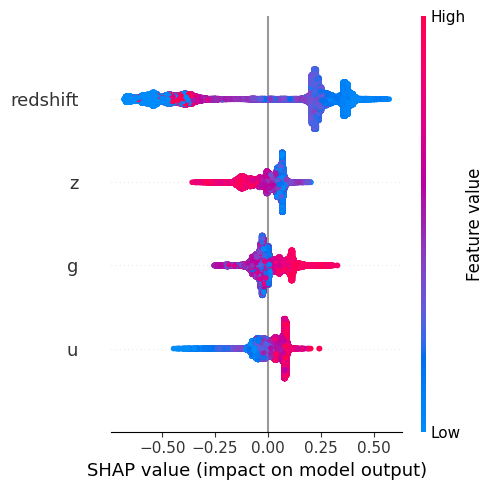 High
redshift
z
g
u
Feature value
Low
−0.50 −0.25 0.00 0.25 0.50
SHAP value (impact on model output)